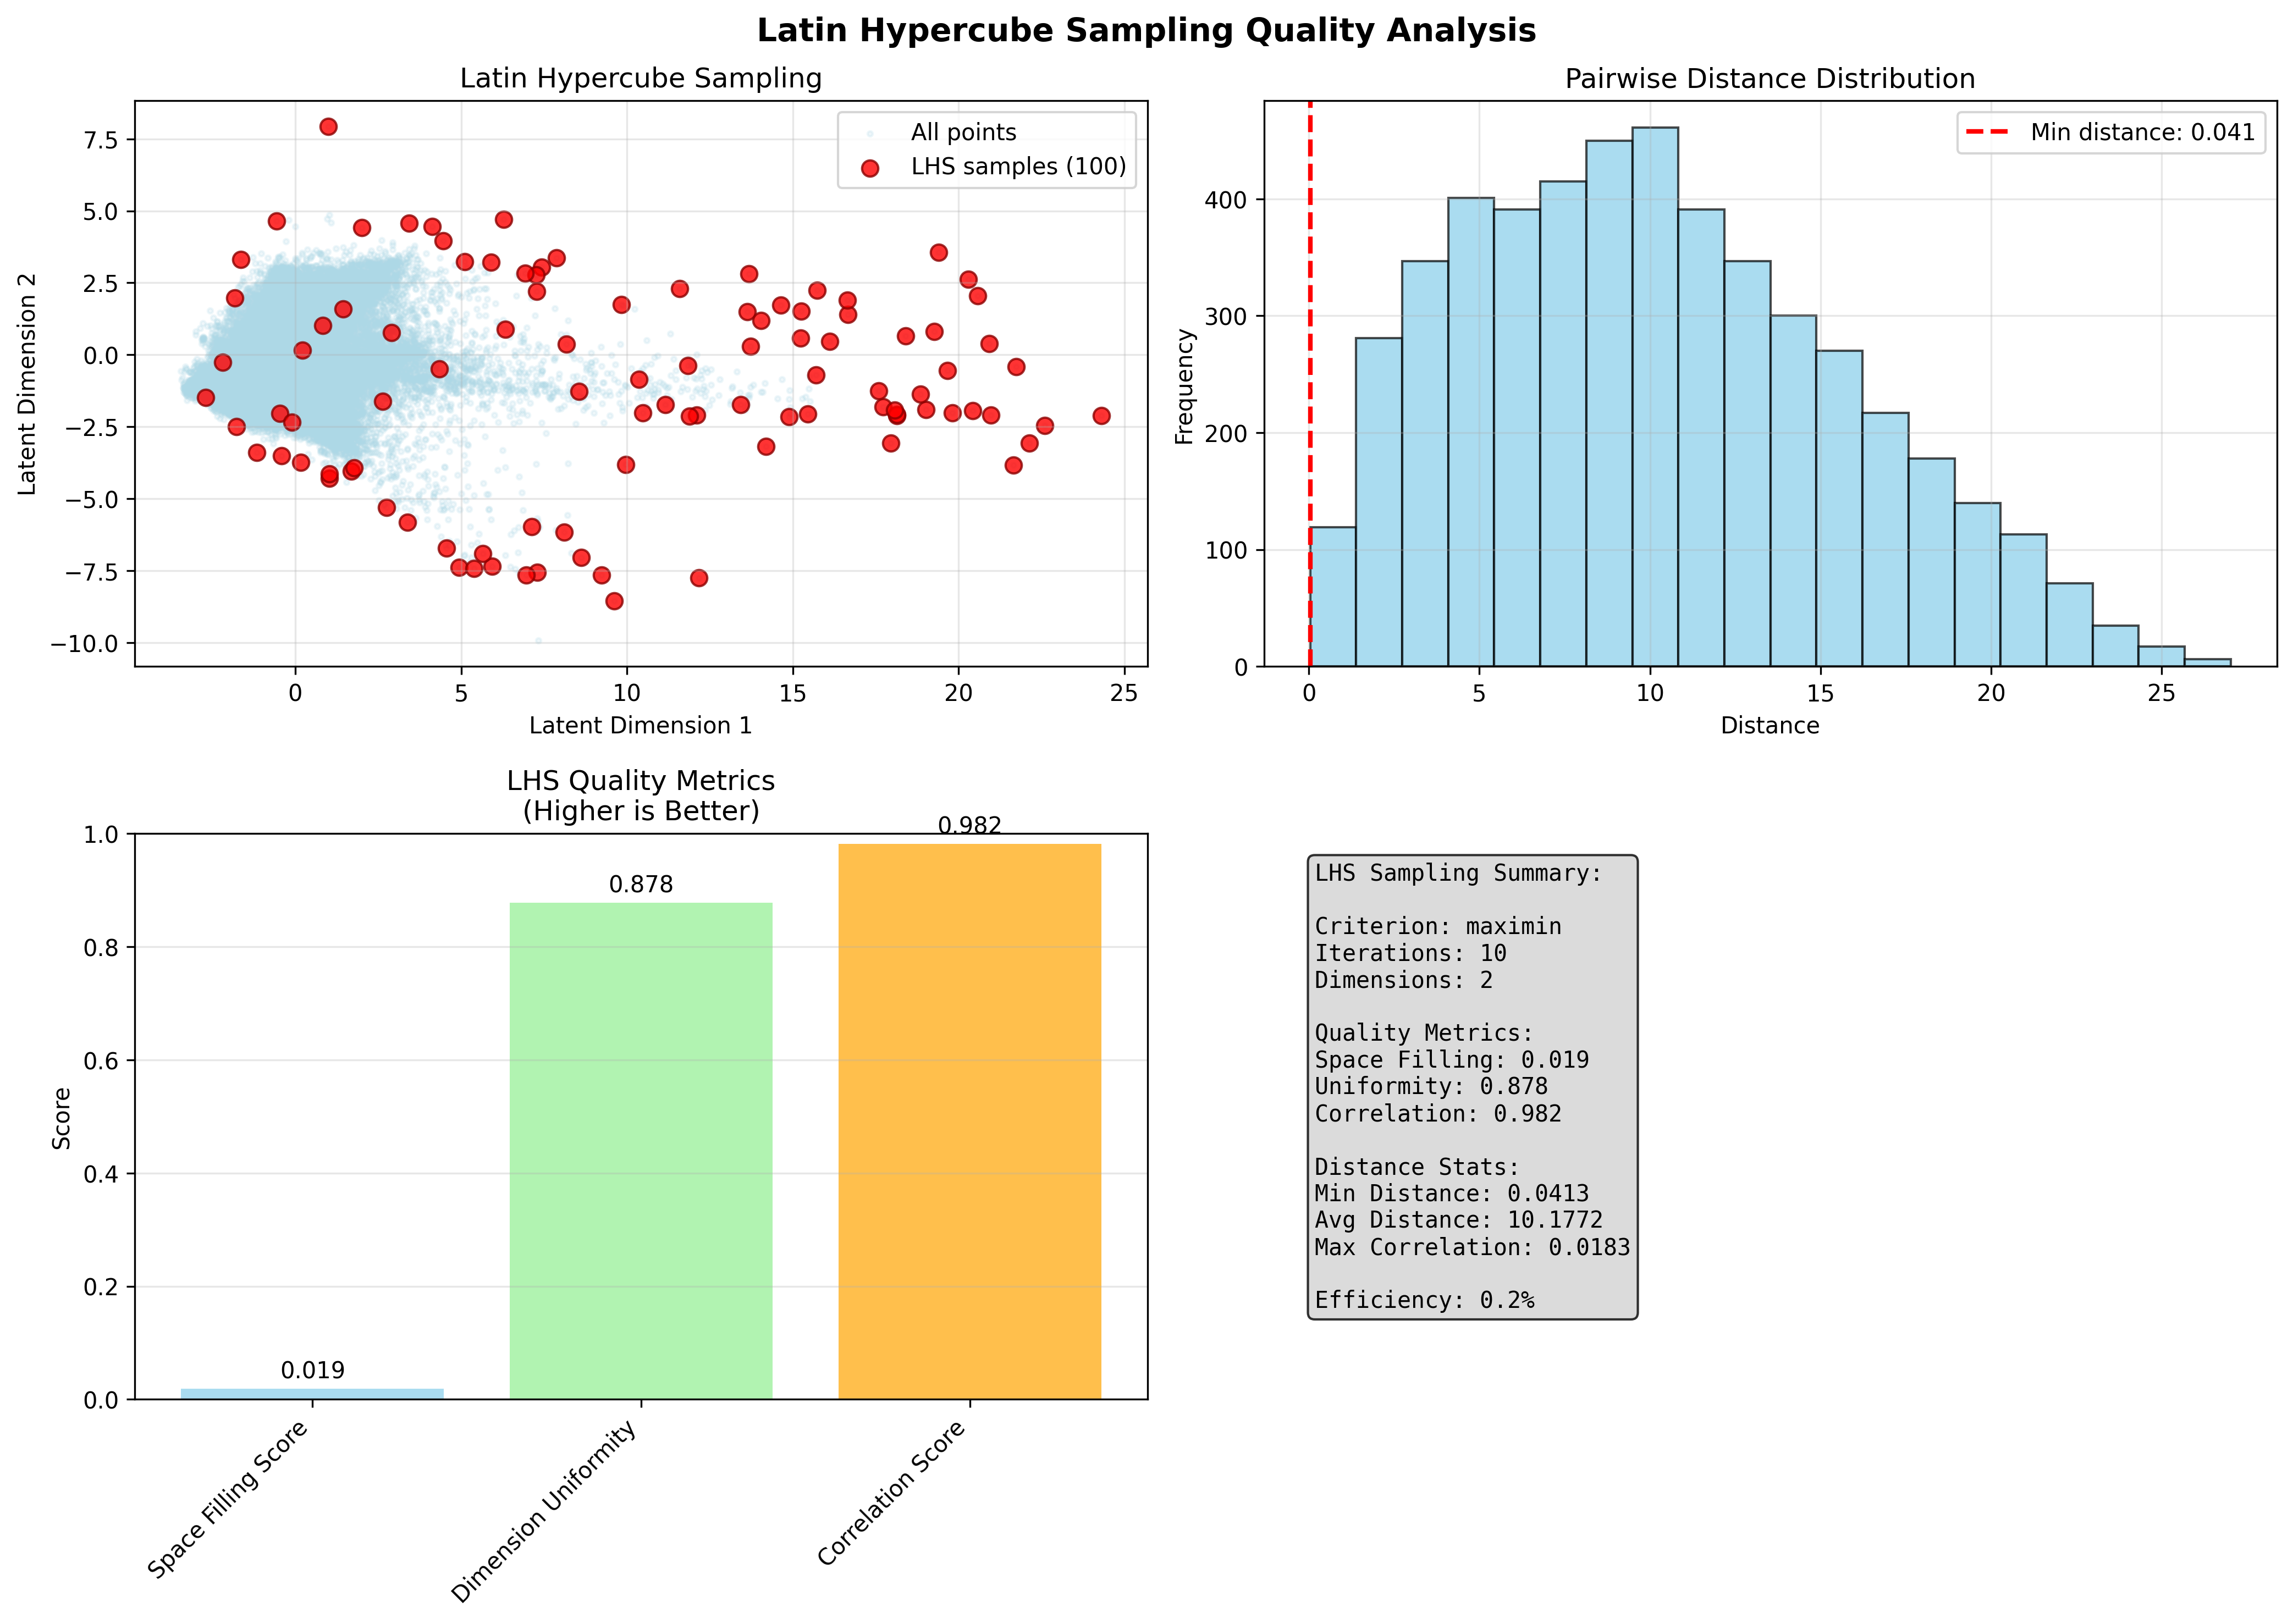 Latin Hypercube Sampling Quality Analysis
Latin Hypercube Sampling
All points
LHS samples (100)
7.5
5.0
2.5
0.0
−2.5
−5.0
−7.5
−10.0
Latent Dimension 2
0 5 10 15 20 25
Latent Dimension 1
Pairwise Distance Distribution
Min distance: 0.041
400
300
200
100
0
Frequency
0 5 10 15 20 25
Distance
LHS Quality Metrics
(Higher is Better)
1.0
0.8
0.6
0.4
0.2
0.0
Score
0.019
0.878
0.982
Space Filling Score
Dimension Uniformity
Correlation Score
LHS Sampling Summary:
Criterion: maximin
Iterations: 10
Dimensions: 2
Quality Metrics:
Space Filling: 0.019
Uniformity: 0.878
Correlation: 0.982
Distance Stats:
Min Distance: 0.0413
Avg Distance: 10.1772
Max Correlation: 0.0183
Efficiency: 0.2%